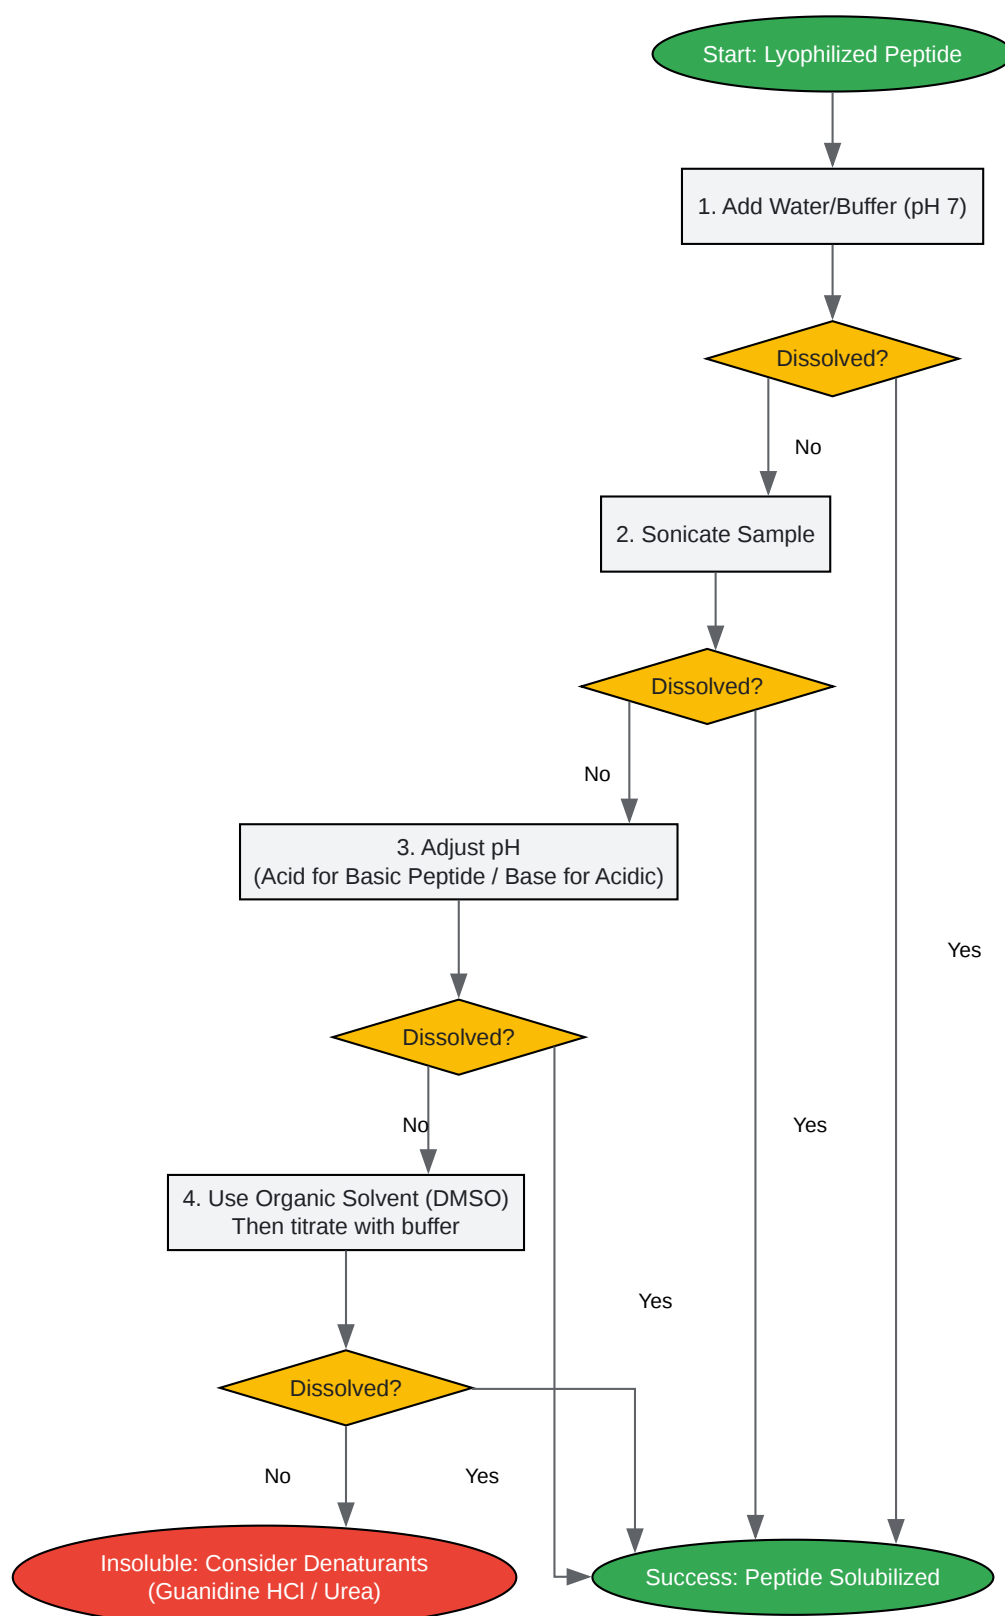 Start: Lyophilized Peptide
1. Add Water/Buffer (pH 7)
Dissolved?
No
2. Sonicate Sample
Dissolved?
No
3. Adjust pH
(Acid for Basic Peptide / Base for Acidic)
Yes
Dissolved?
No
Yes
4. Use Organic Solvent (DMSO)
Then titrate with buffer
Yes
Dissolved?
No
Yes
Insoluble: Consider Denaturants
(Guanidine HCl / Urea)
Success: Peptide Solubilized